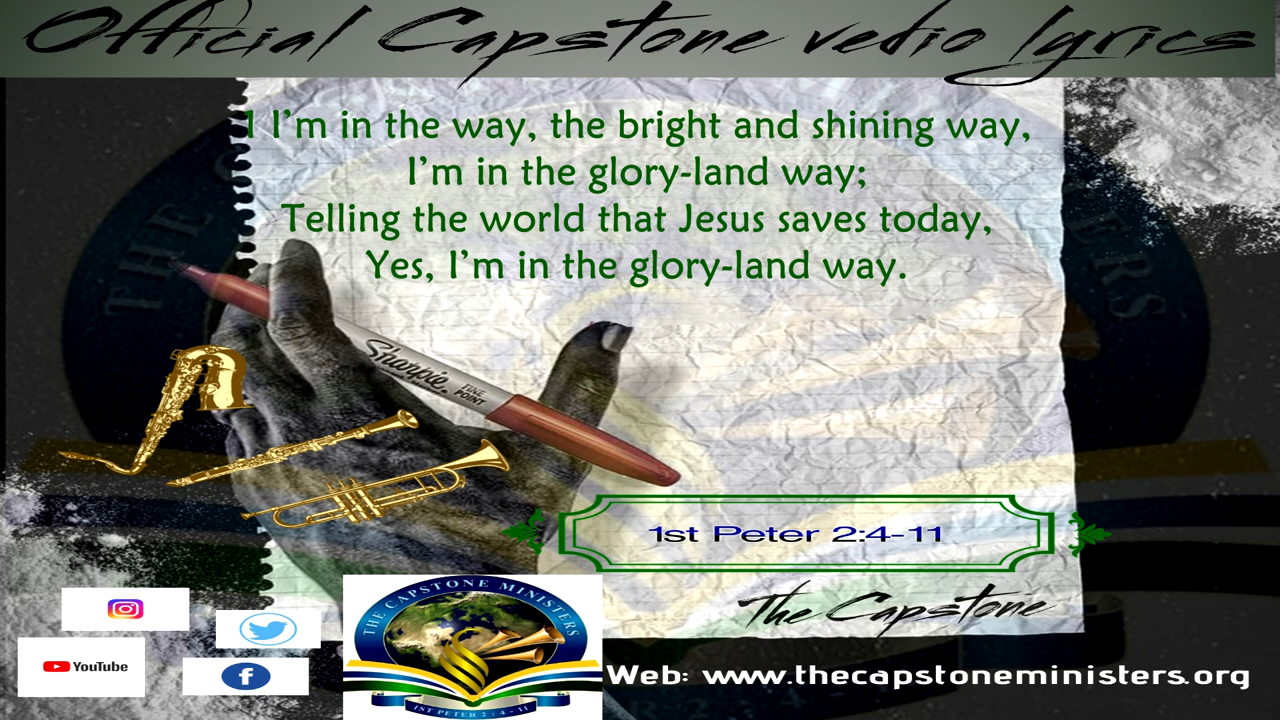 Official Capstone vedio lyrics
1 I'm in the way, the bright and shining way,
I'm in the glory-land way;
Telling the world that Jesus saves today,
Yes, I'm in the glory-land way.
Sharpie.
FINE
POINT
1st Peter 2:4-11
The Capstone
THE CAPSTONE MINISTERS
1ST PETER 2 : 4 - 11
YouTube
Web: www.thecapstoneministers.org